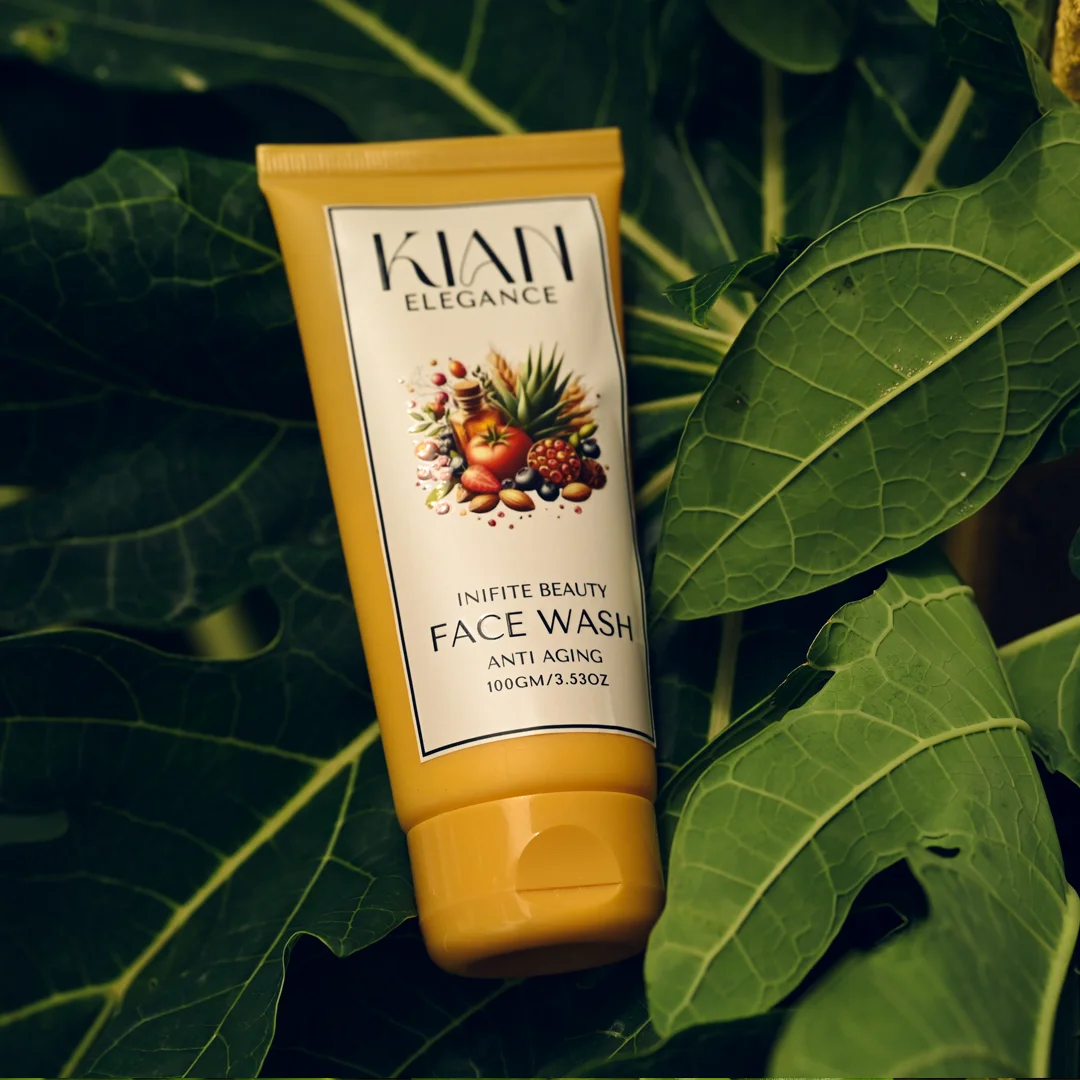 KIAN
ELEGANCE
INIFITE BEAUTY
FACE WASH
ANTI AGING
100GM/3.53OZ